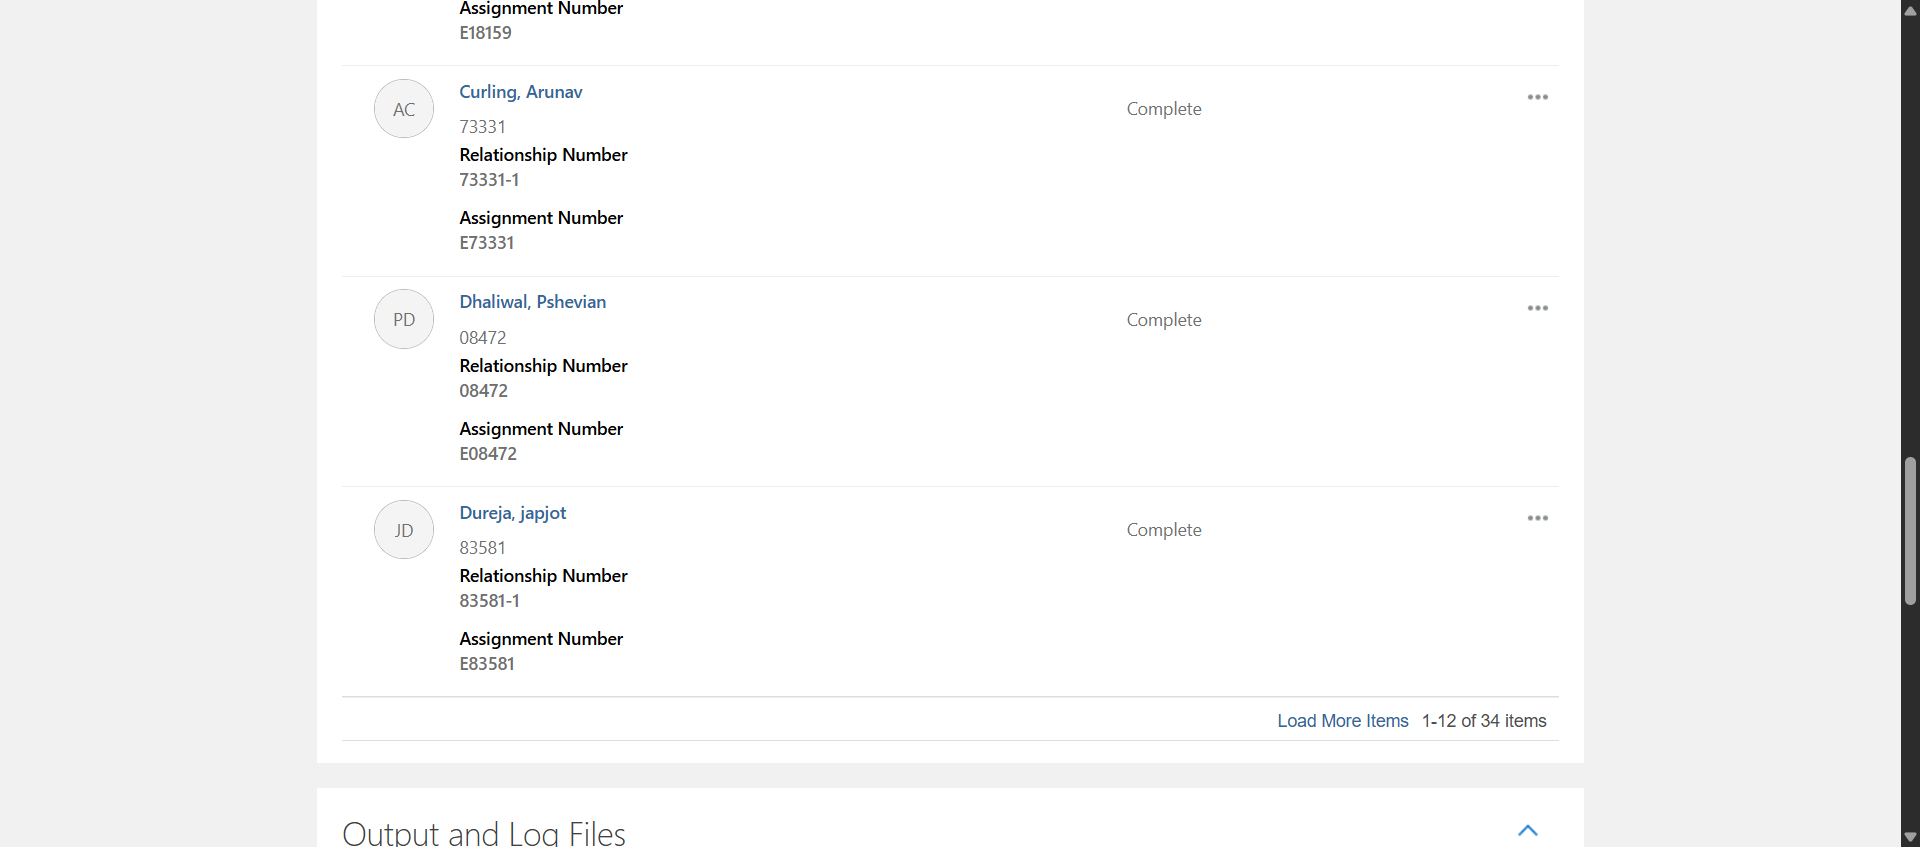 Assignment Number
E18159
AC
Curling, Arunav
Complete
73331
Relationship Number
73331-1
Assignment Number
E73331
PD
Dhaliwal, Pshevian
Complete
08472
Relationship Number
08472
Assignment Number
E08472
JD
Dureja, japjot
Complete
83581
Relationship Number
83581-1
Assignment Number
E83581
Load More Items 1-12 of 34 items
Output and Log Files